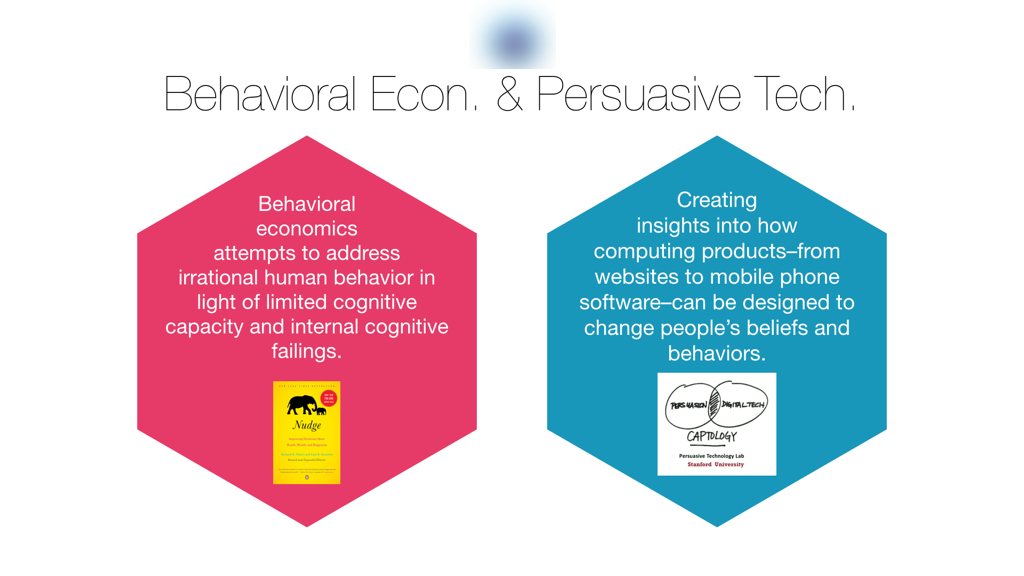 Behavioral Econ. & Persuasive Tech.
Behavioral
economics
attempts to address
irrational human behavior in
light of limited cognitive
capacity and internal cognitive
failings.
Nudge
Creating
insights into how
computing products–from
websites to mobile phone
software–can be designed to
change people’s beliefs and
behaviors.
PERSUASION DIGITAL TECH
CAPTOLOGY
Persuasive Technology Lab
Stanford University